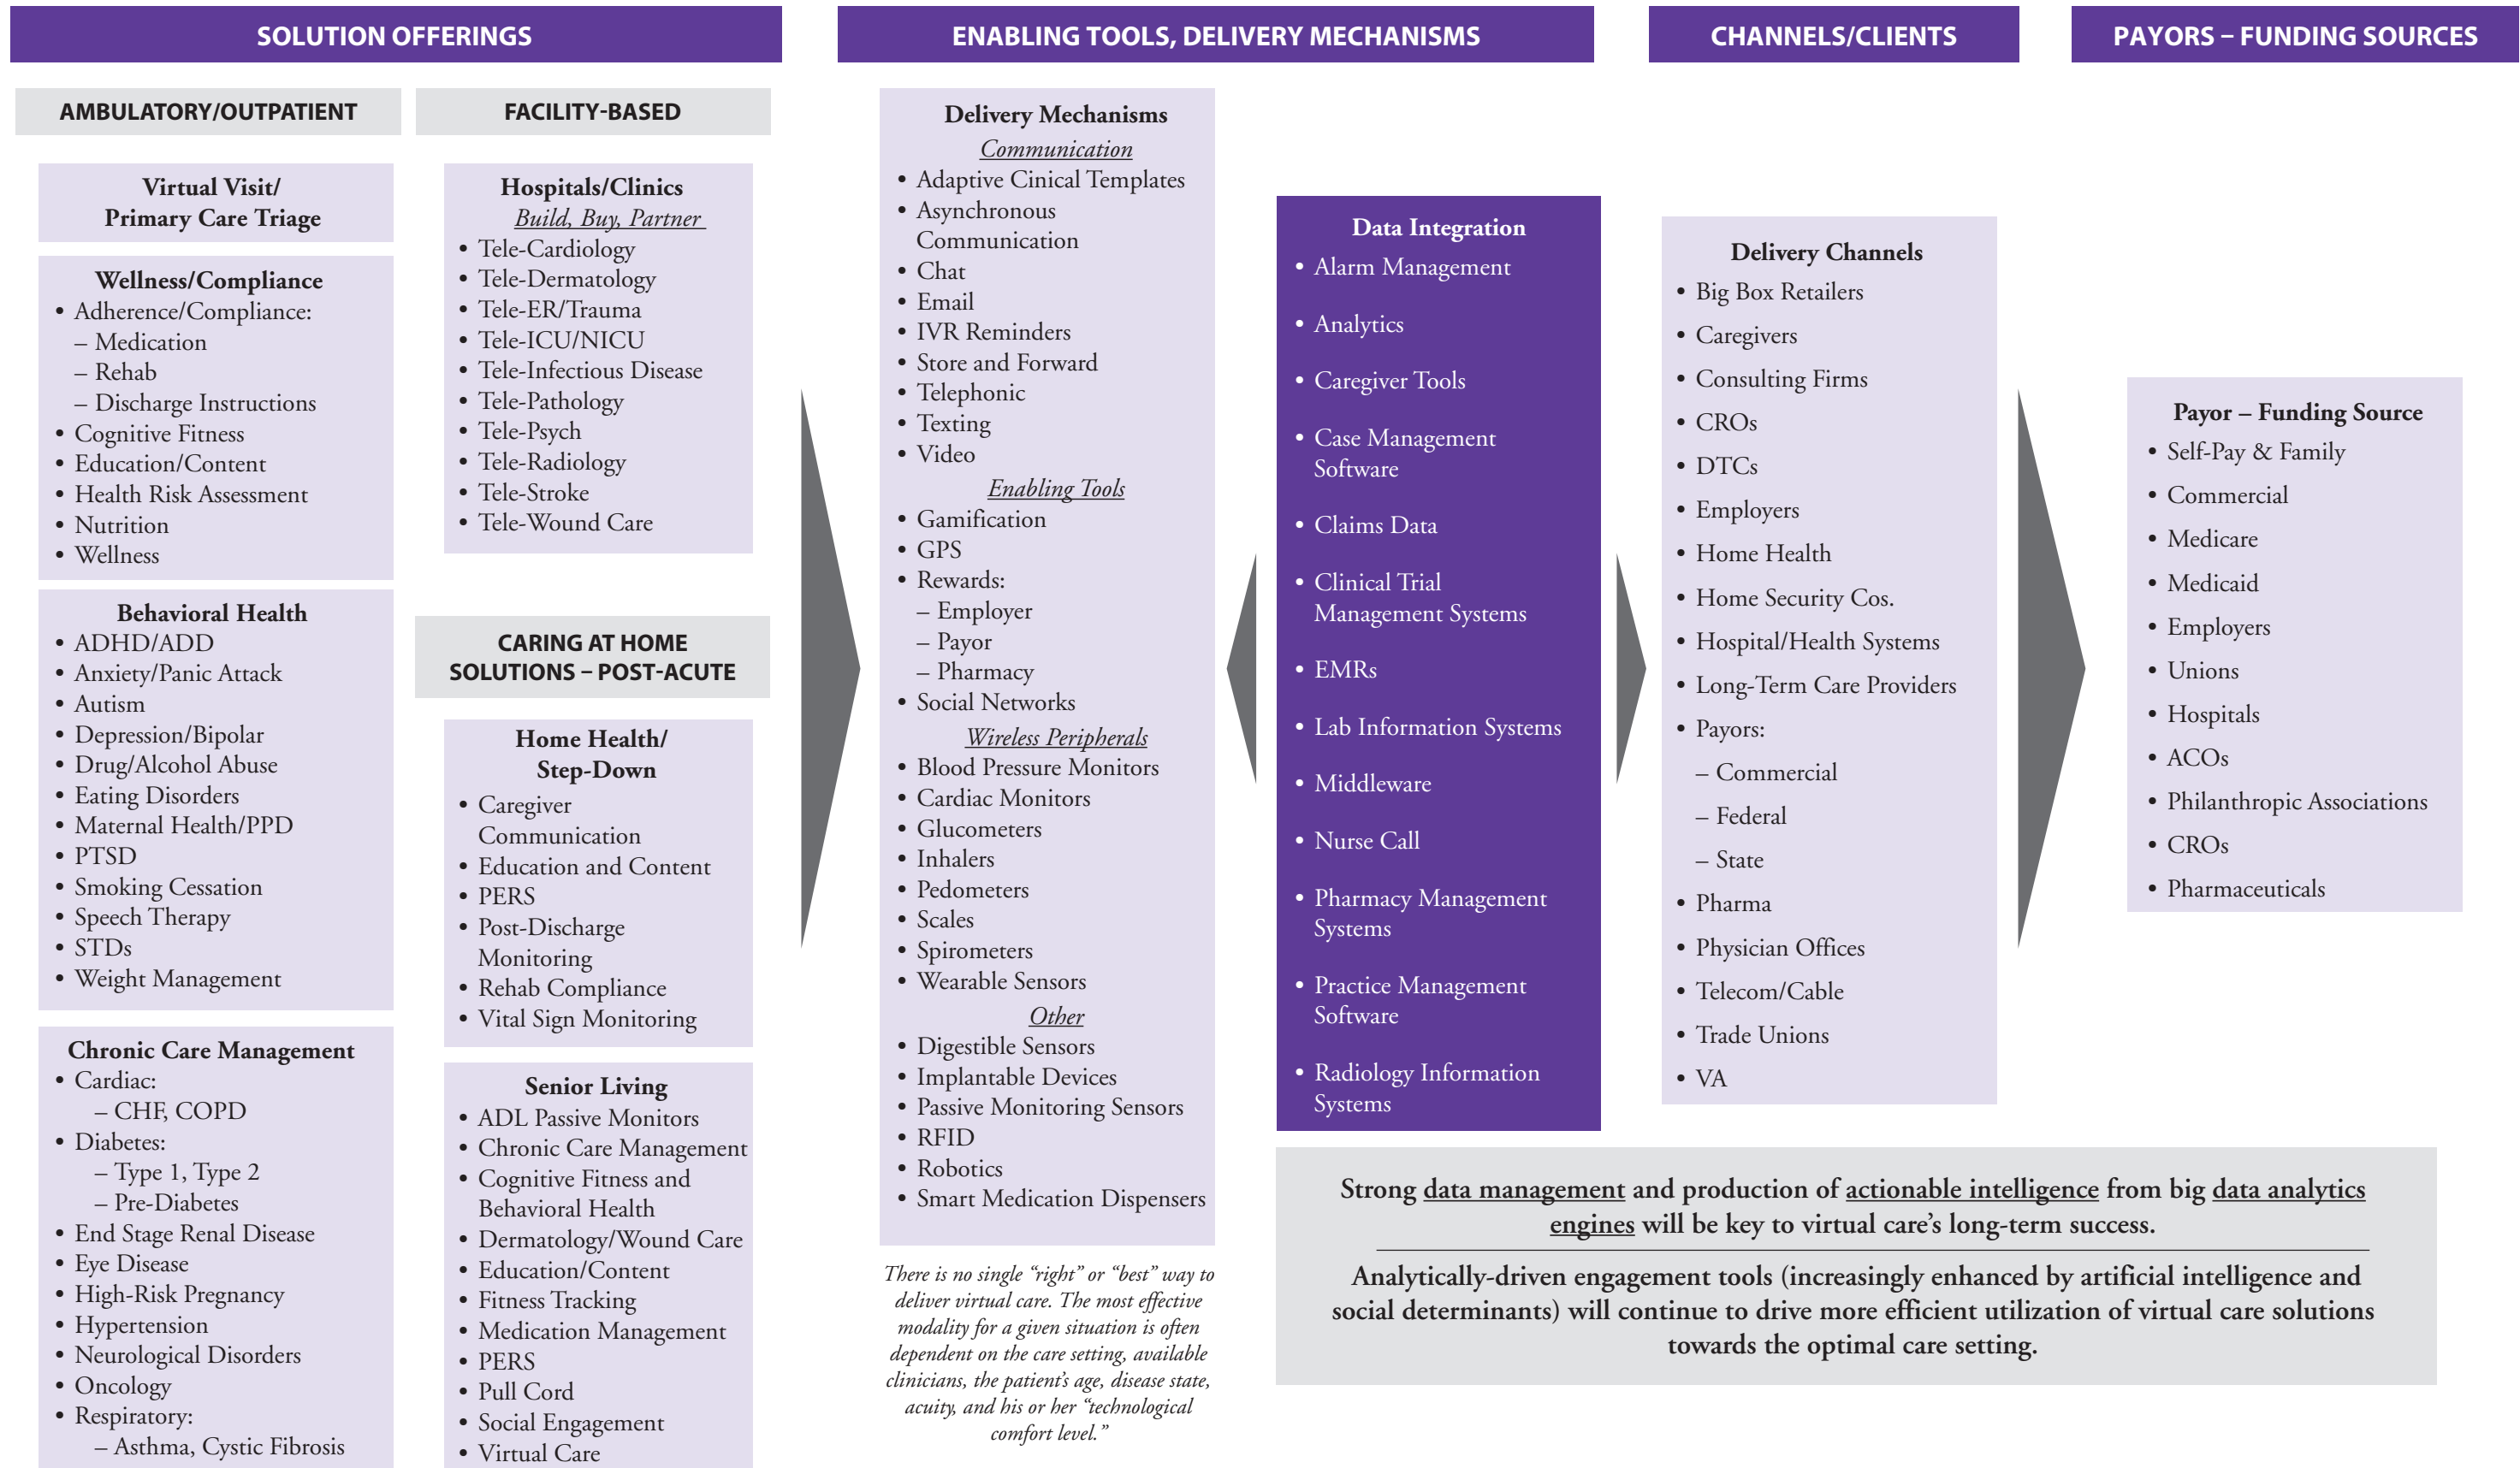 SOLUTION OFFERINGS
AMBULATORY/OUTPATIENT
Virtual Visit/
Primary Care Triage
Wellness/Compliance
• Adherence/Compliance:
– Medication
– Rehab
– Discharge Instructions
• Cognitive Fitness
• Education/Content
• Health Risk Assessment
• Nutrition
• Wellness
Behavioral Health
• ADHD/ADD
• Anxiety/Panic Attack
• Autism
• Depression/Bipolar
• Drug/Alcohol Abuse
• Eating Disorders
• Maternal Health/PPD
• PTSD
• Smoking Cessation
• Speech Therapy
• STDs
• Weight Management
Chronic Care Management
• Cardiac:
– CHF, COPD
• Diabetes:
– Type 1, Type 2
– Pre-Diabetes
• End Stage Renal Disease
• Eye Disease
• High-Risk Pregnancy
• Hypertension
• Neurological Disorders
• Oncology
• Respiratory:
– Asthma, Cystic Fibrosis
FACILITY-BASED
Hospitals/Clinics
Build, Buy, Partner
• Tele-Cardiology
• Tele-Dermatology
• Tele-ER/Trauma
• Tele-ICU/NICU
• Tele-Infectious Disease
• Tele-Pathology
• Tele-Psych
• Tele-Radiology
• Tele-Stroke
• Tele-Wound Care
CARING AT HOME
SOLUTIONS – POST-ACUTE
Home Health/
Step-Down
• Caregiver
Communication
• Education and Content
• PERS
• Post-Discharge
Monitoring
• Rehab Compliance
• Vital Sign Monitoring
Senior Living
• ADL Passive Monitors
• Chronic Care Management
• Cognitive Fitness and
Behavioral Health
• Dermatology/Wound Care
• Education/Content
• Fitness Tracking
• Medication Management
• PERS
• Pull Cord
• Social Engagement
• Virtual Care
ENABLING TOOLS, DELIVERY MECHANISMS
Delivery Mechanisms
Communication
• Adaptive Cinical Templates
• Asynchronous
Communication
• Chat
• Email
• IVR Reminders
• Store and Forward
• Telephonic
• Texting
• Video
Enabling Tools
• Gamification
• GPS
• Rewards:
– Employer
– Payor
– Pharmacy
• Social Networks
Wireless Peripherals
• Blood Pressure Monitors
• Cardiac Monitors
• Glucometers
• Inhalers
• Pedometers
• Scales
• Spirometers
• Wearable Sensors
Other
• Digestible Sensors
• Implantable Devices
• Passive Monitoring Sensors
• RFID
• Robotics
• Smart Medication Dispensers
There is no single “right” or “best” way to
deliver virtual care. The most effective
modality for a given situation is often
dependent on the care setting, available
clinicians, the patient’s age, disease state,
acuity, and his or her “technological
comfort level.”
Data Integration
• Alarm Management
• Analytics
• Caregiver Tools
• Case Management
Software
• Claims Data
• Clinical Trial
Management Systems
• EMRs
• Lab Information Systems
• Middleware
• Nurse Call
• Pharmacy Management
Systems
• Practice Management
Software
• Radiology Information
Systems
CHANNELS/CLIENTS
Delivery Channels
• Big Box Retailers
• Caregivers
• Consulting Firms
• CROs
• DTCs
• Employers
• Home Health
• Home Security Cos.
• Hospital/Health Systems
• Long-Term Care Providers
• Payors:
– Commercial
– Federal
– State
• Pharma
• Physician Offices
• Telecom/Cable
• Trade Unions
• VA
PAYORS – FUNDING SOURCES
Payor – Funding Source
• Self-Pay & Family
• Commercial
• Medicare
• Medicaid
• Employers
• Unions
• Hospitals
• ACOs
• Philanthropic Associations
• CROs
• Pharmaceuticals
Strong data management and production of actionable intelligence from big data analytics
engines will be key to virtual care’s long-term success.
Analytically-driven engagement tools (increasingly enhanced by artificial intelligence and
social determinants) will continue to drive more efficient utilization of virtual care solutions
towards the optimal care setting.